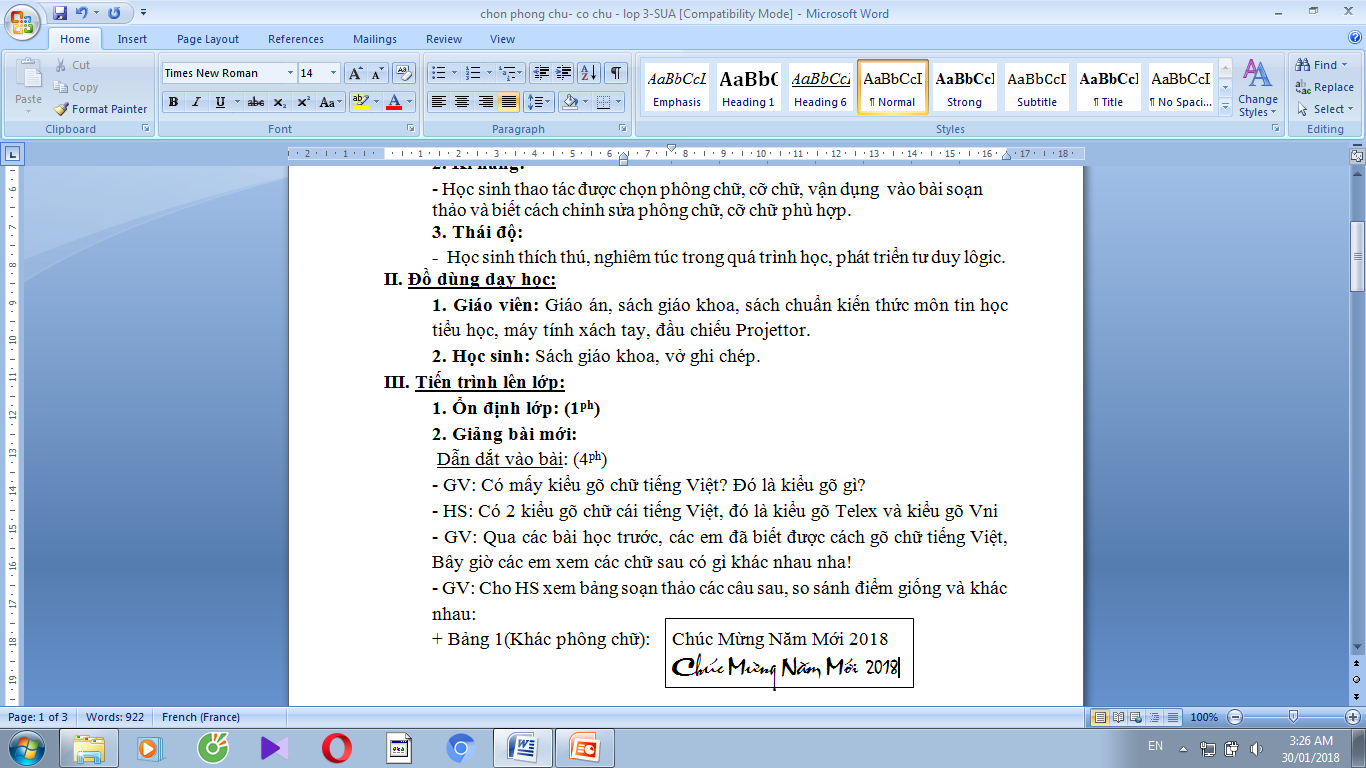 chon phong chu- co chu - lop 3-SUA [Compatibility Mode] - Microsoft Word
Home Insert Page Layout References Mailings Review View
Paste
Cut
Copy
Format Painter
Clipboard
Times New Roman 14
Font
Paragraph
AaBbCcI AaBbC AaBbCcL AaBbCcI AaBbCcI AaBbCcI AaBbCcI AaBbCcI
Emphasis Heading 1 Heading 6 ¶ Normal Strong Subtitle ¶ Title ¶ No Spaci...
Change Styles
Styles
Find
Replace
Select
Editing
- Học sinh thao tác được chọn phông chữ, cỡ chữ, vận dụng vào bài soạn
thảo và biết cách chỉnh sửa phông chữ, cỡ chữ phù hợp.
3. Thái độ:
- Học sinh thích thú, nghiêm túc trong quá trình học, phát triển tư duy lôgic.
II. Đồ dùng dạy học:
1. Giáo viên: Giáo án, sách giáo khoa, sách chuẩn kiến thức môn tin học
tiểu học, máy tính xách tay, đầu chiếu Projettor.
2. Học sinh: Sách giáo khoa, vở ghi chép.
III. Tiến trình lên lớp:
1. Ổn định lớp: (1ph)
2. Giảng bài mới:
Dẫn dắt vào bài: (4ph)
- GV: Có mấy kiểu gõ chữ tiếng Việt? Đó là kiểu gõ gì?
- HS: Có 2 kiểu gõ chữ cái tiếng Việt, đó là kiểu gõ Telex và kiểu gõ Vni
- GV: Qua các bài học trước, các em đã biết được cách gõ chữ tiếng Việt,
Bây giờ các em xem các chữ sau có gì khác nhau nha!
- GV: Cho HS xem bảng soạn thảo các câu sau, so sánh điểm giống và khác
nhau:
+ Bảng 1(Khác phông chữ): Chúc Mừng Năm Mới 2018
Chúc Mừng Năm Mới 2018
Page: 1 of 3 Words: 922 French (France) 100%
EN 3:26 AM
30/01/2018